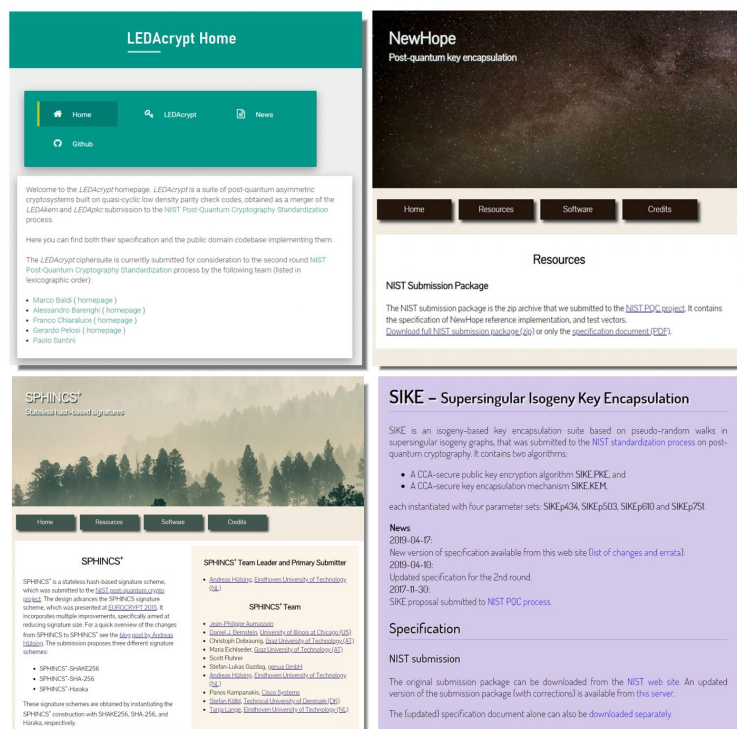 LEDAcrypt Home
Home
LEDAcrypt
News
Github
Welcome to the LEDAcrypt homepage. LEDAcrypt is a suite of post-quantum asymmetric
cryptosystems built on quasi-cyclic low density parity check codes, obtained as a merger of the
LEDAkem and LEDApkc submission to the NIST Post-Quantum Cryptography Standardization
process.
Here you can find both their specification and the public domain codebase implementing them.
The LEDAcrypt ciphersuite is currently submitted for consideration to the second round NIST
Post-Quantum Cryptography Standardization process by the following team (listed in
lexicographic order):
• Marco Baldi ( homepage )
• Alessandro Barenghi ( homepage )
• Franco Chiaraluce ( homepage )
• Gerardo Pelosi ( homepage )
• Paolo Santini
NewHope
Post-quantum key encapsulation
Home
Resources
Software
Credits
Resources
NIST Submission Package
The NIST submission package is the zip archive that we submitted to the NIST PQC project. It contains
the specification of NewHope reference implementation, and test vectors.
Download full NIST submission package (zip) or only the specification document (PDF).
SPHINCS+
Stateless hash-based signatures
Home
Resources
Software
Credits
SPHINCS+
SPHINCS+ is a stateless hash-based signature scheme,
which was submitted to the NIST post-quantum crypto
project. The design advances the SPHINCS signature
scheme, which was presented at EUROCRYPT 2015. It
incorporates multiple improvements, specifically aimed at
reducing signature size. For a quick overview of the changes
from SPHINCS to SPHINCS+ see the blog post by Andreas
Hülsing. The submission proposes three different signature
schemes:
• SPHINCS+-SHAKE256
• SPHINCS+-SHA-256
• SPHINCS+-Haraka
These signature schemes are obtained by instantiating the
SPHINCS+ construction with SHAKE256, SHA-256, and
Haraka, respectively.
SPHINCS+ Team Leader and Primary Submitter
• Andreas Hülsing, Eindhoven University of Technology
(NL)
SPHINCS+ Team
• Jean-Philippe Aumasson
• Daniel J. Bernstein, University of Illinois at Chicago (US)
• Christoph Dobraunig, Graz University of Technology (AT)
• Maria Eichlseder, Graz University of Technology (AT)
• Scott Fluhrer
• Stefan-Lukas Gazdag, genua GmbH
• Andreas Hülsing, Eindhoven University of Technology
(NL)
• Panos Kampanakis, Cisco Systems
• Stefan Kölbl, Technical University of Denmark (DK)
• Tanja Lange, Eindhoven University of Technology (NL)
SIKE – Supersingular Isogeny Key Encapsulation
SIKE is an isogeny-based key encapsulation suite based on pseudo-random walks in
supersingular isogeny graphs, that was submitted to the NIST standardization process on post-
quantum cryptography. It contains two algorithms:
• A CCA-secure public key encryption algorithm SIKE.PKE, and
• A CCA-secure key encapsulation mechanism SIKE.KEM,
each instantiated with four parameter sets: SIKEp434, SIKEp503, SIKEp610 and SIKEp751.
News
2019-04-17:
New version of specification available from this web site (list of changes and errata).
2019-04-10:
Updated specification for the 2nd round.
2017-11-30:
SIKE proposal submitted to NIST PQC process.
Specification
NIST submission
The original submission package can be downloaded from the NIST web site. An updated
version of the submission package (with corrections) is available from this server.
The (updated) specification document alone can also be downloaded separately.